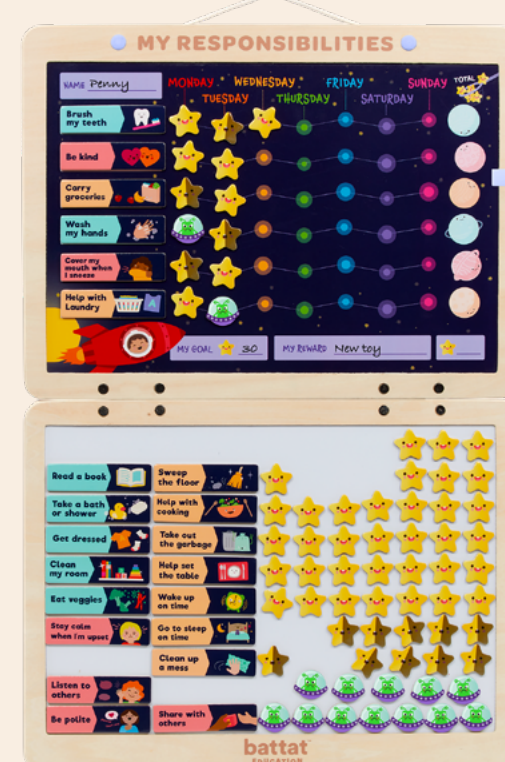 MY RESPONSIBILITIES
NAME Penny
MONDAY
TUESDAY
WEDNESDAY
THURSDAY
FRIDAY
SATURDAY
SUNDAY
TOTAL
Brush
my teeth
Be kind
Carry
groceries
Wash
my hands
Cover my
mouth when
I sneeze
Help with
Laundry
MY GOAL 30
MY REWARD New toy
Read a book
Sweep
the floor
Take a bath
or shower
Help with
cooking
Get dressed
Take out
the garbage
Clean
my room
Help set
the table
Eat veggies
Wake up
on time
Stay calm
when I'm upset
Go to sleep
on time
Clean up
a mess
Listen to
others
Be polite
Share with
others
battat
EDUCATION